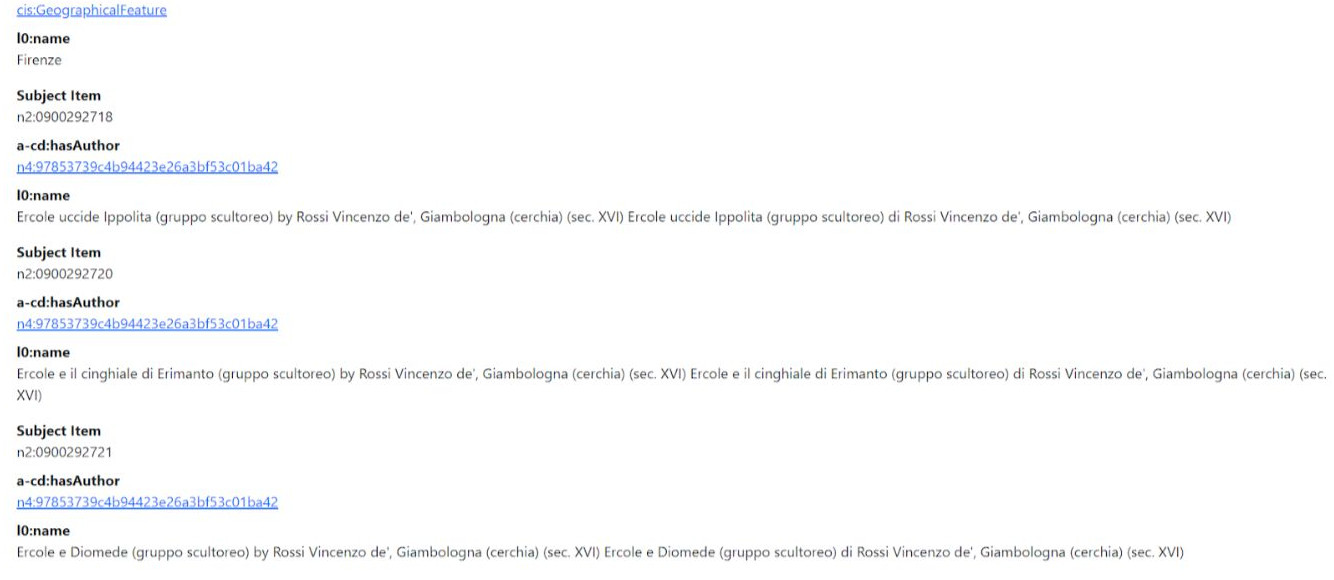 cis:GeographicalFeature
l0:name
Firenze
Subject Item
n2:0900292718
a-cd:hasAuthor
n4:97853739c4b94423e26a3bf53c01ba42
l0:name
Ercole uccide Ippolita (gruppo scultoreo) by Rossi Vincenzo de', Giambologna (cerchia) (sec. XVI) Ercole uccide Ippolita (gruppo scultoreo) di Rossi Vincenzo de', Giambologna (cerchia) (sec. XVI)
Subject Item
n2:0900292720
a-cd:hasAuthor
n4:97853739c4b94423e26a3bf53c01ba42
l0:name
Ercole e il cinghiale di Erimanto (gruppo scultoreo) by Rossi Vincenzo de', Giambologna (cerchia) (sec. XVI) Ercole e il cinghiale di Erimanto (gruppo scultoreo) di Rossi Vincenzo de', Giambologna (cerchia) (sec.
XVI)
Subject Item
n2:0900292721
a-cd:hasAuthor
n4:97853739c4b94423e26a3bf53c01ba42
l0:name
Ercole e Diomede (gruppo scultoreo) by Rossi Vincenzo de', Giambologna (cerchia) (sec. XVI) Ercole e Diomede (gruppo scultoreo) di Rossi Vincenzo de', Giambologna (cerchia) (sec. XVI)